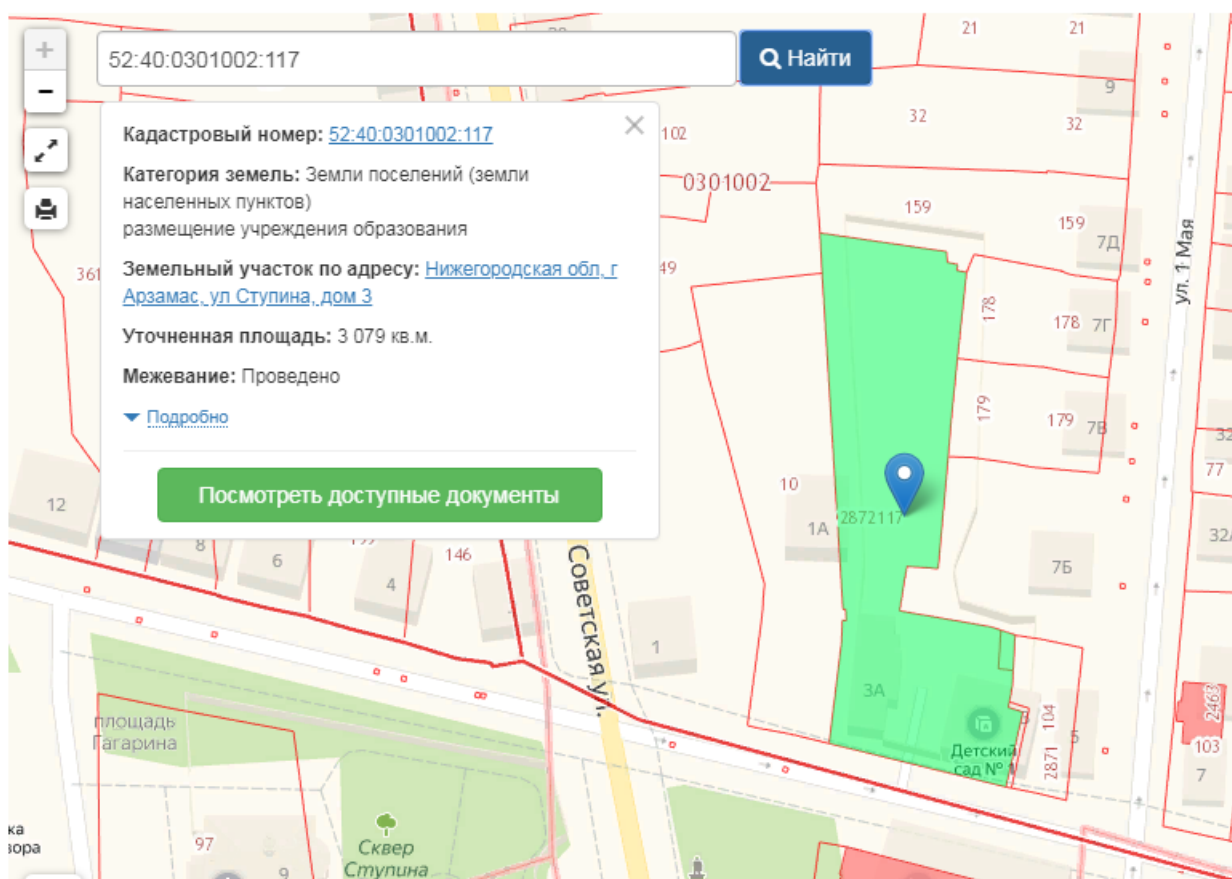 52:40:0301002:117
Найти
Кадастровый номер: 52:40:0301002:117
Категория земель: Земли поселений (земли
населенных пунктов)
размещение учреждения образования
Земельный участок по адресу: Нижегородская обл, г
Арзамас, ул Ступина, дом 3
Уточненная площадь: 3 079 кв.м.
Межевание: Проведено
Подробно
Посмотреть доступные документы
21
21
9
32
32
102
0301002
159
159
7Д
ул. 1 Мая
361
49
178
178
7Г
179
179
7В
32
77
10
1А
2872117
12
8
6
4
146
7Б
32А
Советская ул.
1
3А
104
2871
5
2463
103
7
площадь
Гагарина
Детский
сад № 1
97
9
Сквер
Ступина